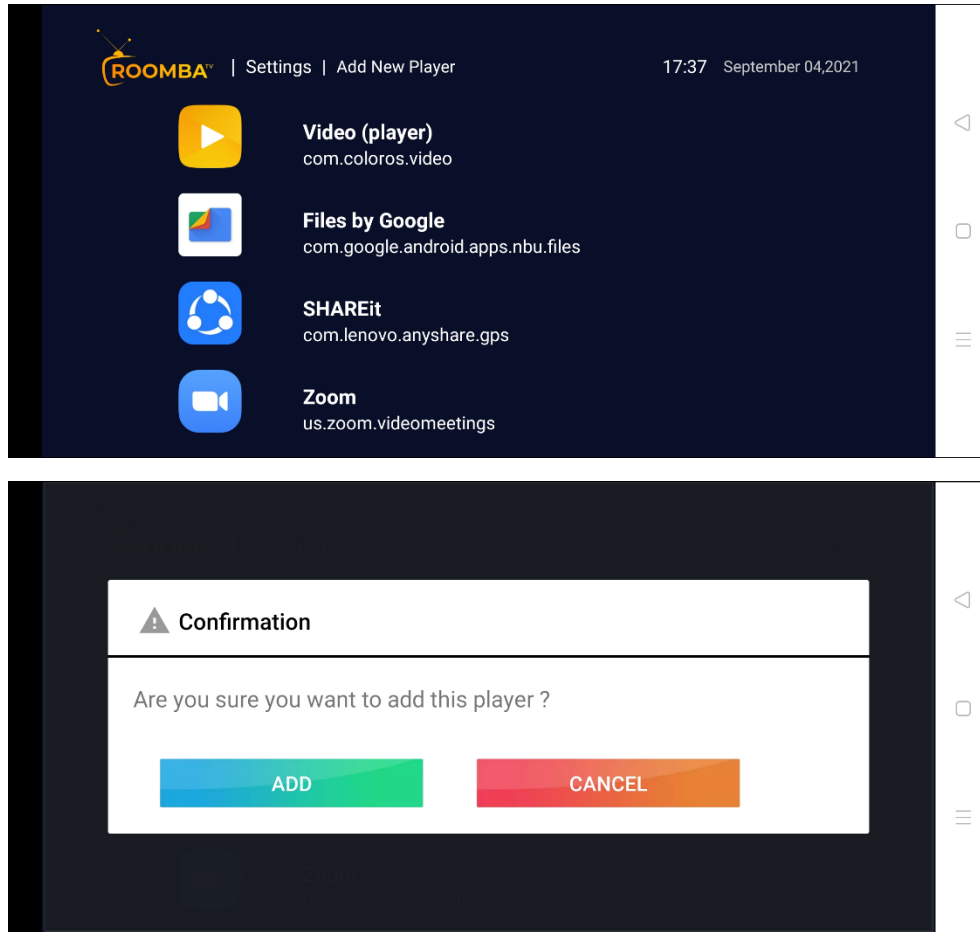 ROOMBA™ | Settings | Add New Player 17:37 September 04,2021
Video (player)
com.coloros.video
Files by Google
com.google.android.apps.nbu.files
SHAREit
com.lenovo.anyshare.gps
Zoom
us.zoom.videomeetings
Confirmation
Are you sure you want to add this player ?
ADD CANCEL
Zoom